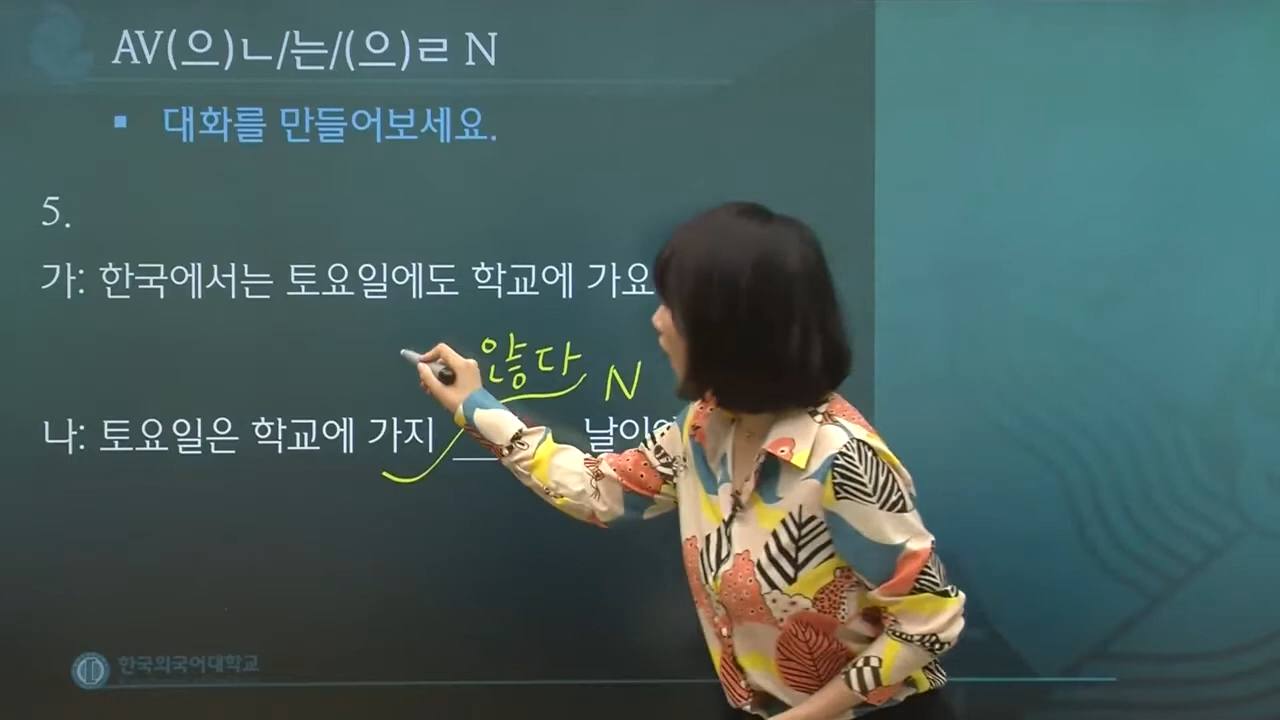 AV(으)ㄴ/는/(으)ㄹ N
▪ 대화를 만들어보세요.
5.
가: 한국에서는 토요일에도 학교에 가요
않다 N
나: 토요일은 학교에 가지 ____ 날이에
한국외국어대학교